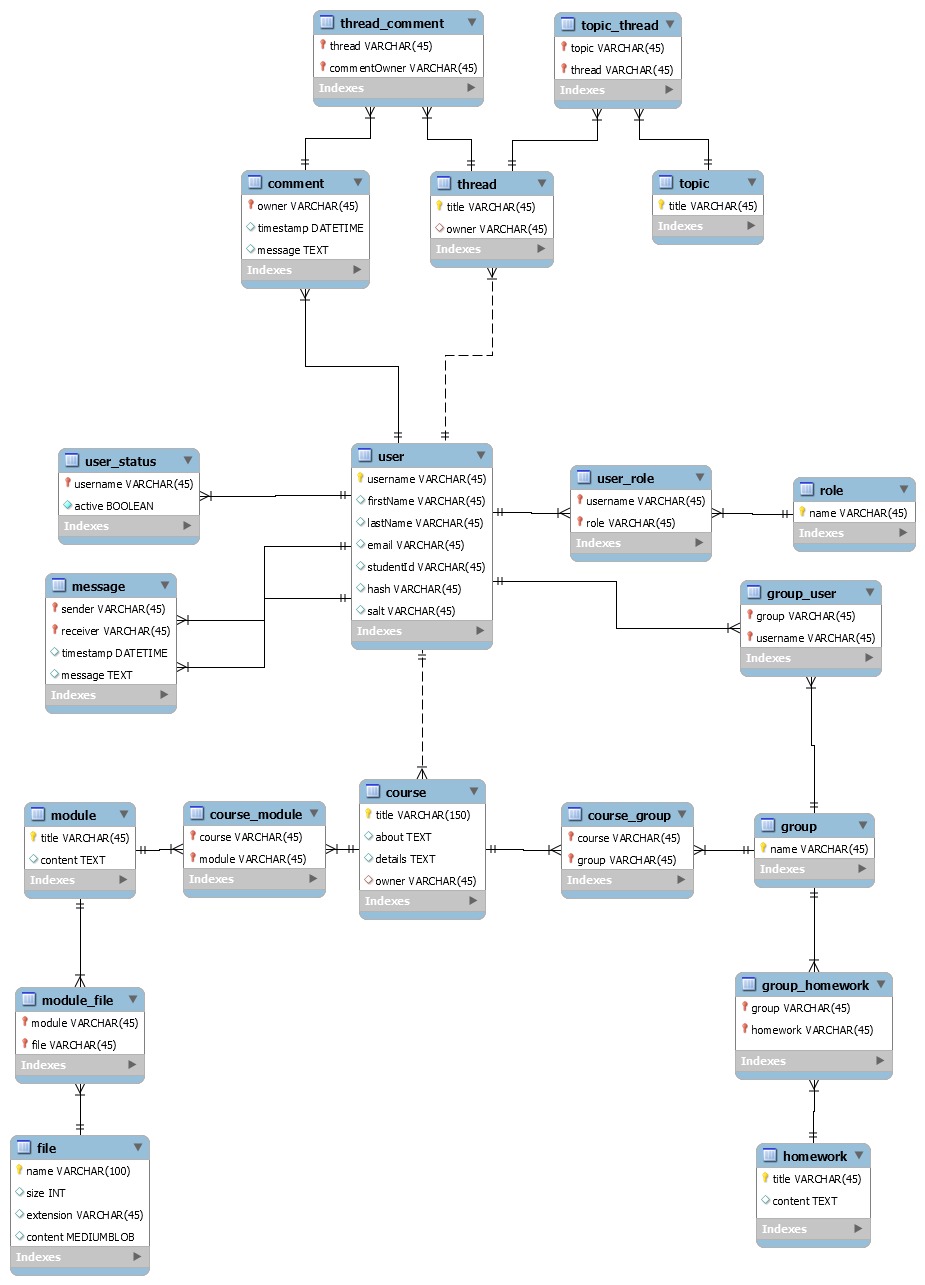 thread_comment
thread VARCHAR(45)
commentOwner VARCHAR(45)
Indexes
topic_thread
topic VARCHAR(45)
thread VARCHAR(45)
Indexes
comment
owner VARCHAR(45)
timestamp DATETIME
message TEXT
Indexes
thread
title VARCHAR(45)
owner VARCHAR(45)
Indexes
topic
title VARCHAR(45)
Indexes
user_status
username VARCHAR(45)
active BOOLEAN
Indexes
user
username VARCHAR(45)
firstName VARCHAR(45)
lastName VARCHAR(45)
email VARCHAR(45)
studentId VARCHAR(45)
hash VARCHAR(45)
salt VARCHAR(45)
Indexes
user_role
username VARCHAR(45)
role VARCHAR(45)
Indexes
role
name VARCHAR(45)
Indexes
message
sender VARCHAR(45)
receiver VARCHAR(45)
timestamp DATETIME
message TEXT
Indexes
group_user
group VARCHAR(45)
username VARCHAR(45)
Indexes
module
title VARCHAR(45)
content TEXT
Indexes
course_module
course VARCHAR(45)
module VARCHAR(45)
Indexes
course
title VARCHAR(150)
about TEXT
details TEXT
owner VARCHAR(45)
Indexes
course_group
course VARCHAR(45)
group VARCHAR(45)
Indexes
group
name VARCHAR(45)
Indexes
module_file
module VARCHAR(45)
file VARCHAR(45)
Indexes
group_homework
group VARCHAR(45)
homework VARCHAR(45)
Indexes
file
name VARCHAR(100)
size INT
extension VARCHAR(45)
content MEDIUMBLOB
Indexes
homework
title VARCHAR(45)
content TEXT
Indexes